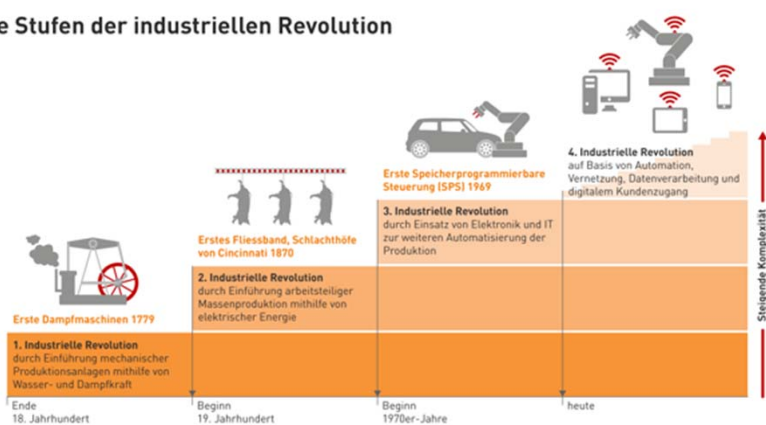 e Stufen der industriellen Revolution
4. Industrielle Revolution
auf Basis von Automation,
Vernetzung, Datenverarbeitung und
digitalem Kundenzugang
Erste Speicherprogrammierbare
Steuerung (SPS) 1969
3. Industrielle Revolution
durch Einsatz von Elektronik und IT
zur weiteren Automatisierung der
Produktion
Erstes Fliessband, Schlachthöfe
von Cincinnati 1870
2. Industrielle Revolution
durch Einführung arbeitsteiliger
Massenproduktion mithilfe von
elektrischer Energie
Erste Dampfmaschinen 1779
1. Industrielle Revolution
durch Einführung mechanischer
Produktionsanlagen mithilfe von
Wasser- und Dampfkraft
Steigende Komplexität
Ende
18. Jahrhundert
Beginn
19. Jahrhundert
Beginn
1970er-Jahre
heute